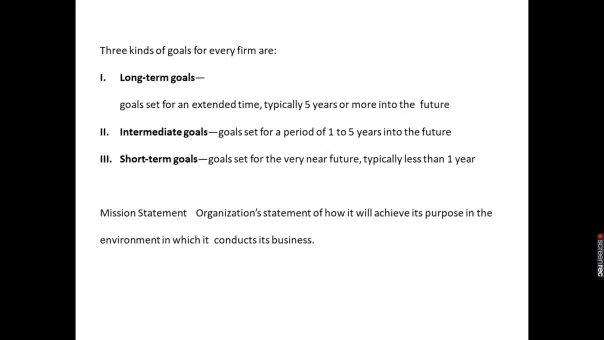 Three kinds of goals for every firm are:
I. Long-term goals—
goals set for an extended time, typically 5 years or more into the future
II. Intermediate goals—goals set for a period of 1 to 5 years into the future
III. Short-term goals—goals set for the very near future, typically less than 1 year
Mission Statement Organization's statement of how it will achieve its purpose in the
environment in which it conducts its business.
screenrec